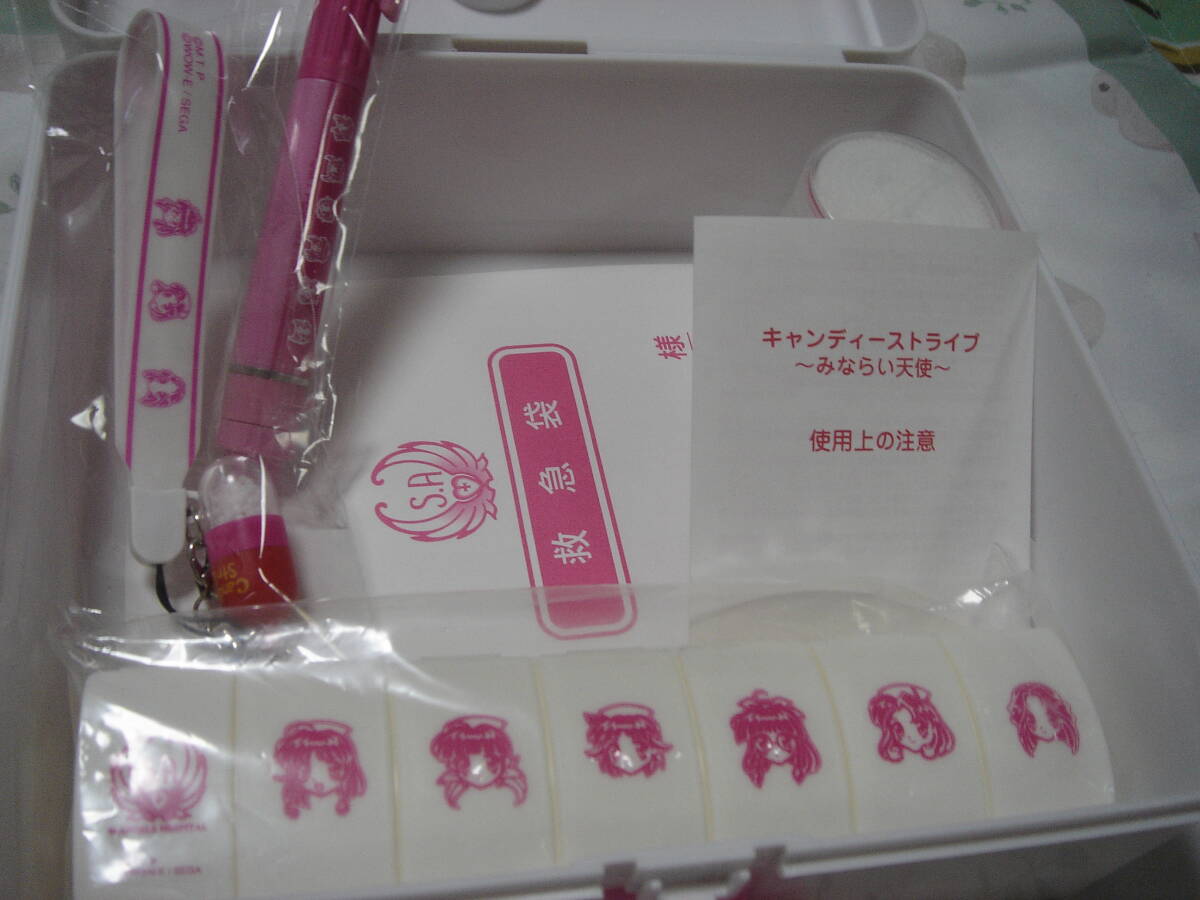 ©M I P
©WOW-E / SEGA
キャンディーストライプ
～みならい天使～
使用上の注意
様
救急袋
S.A